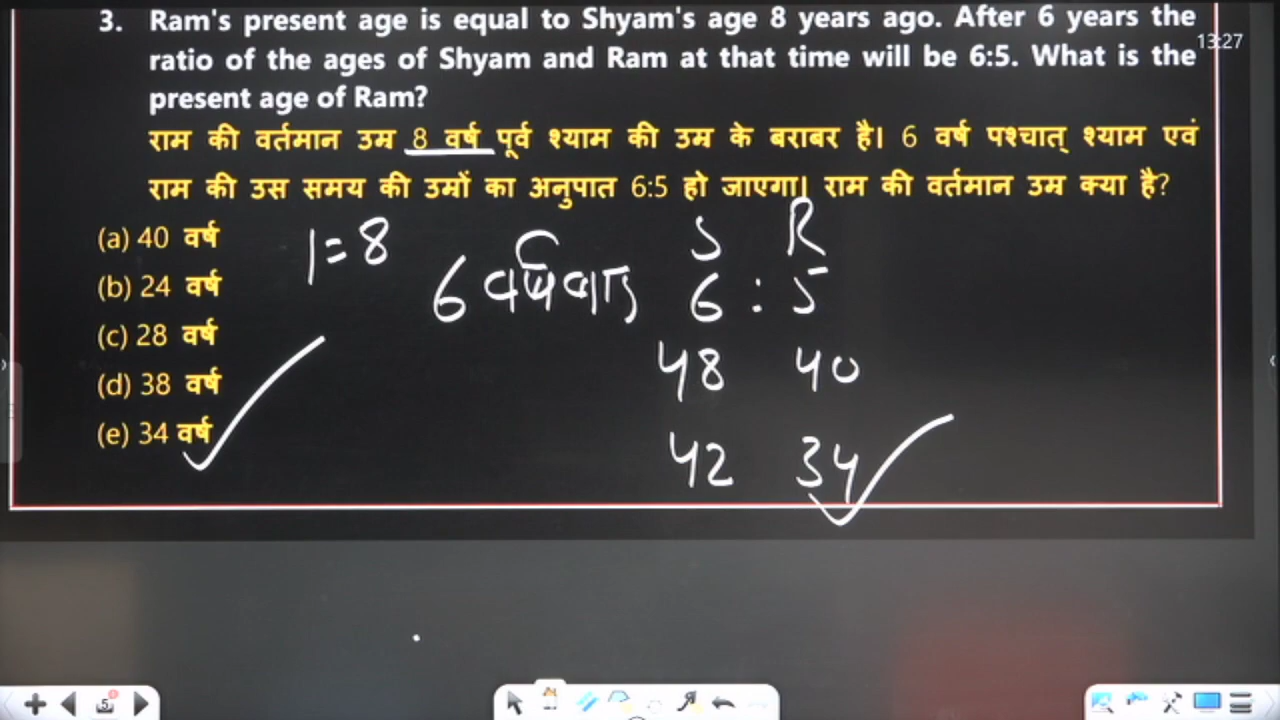 3. Ram's present age is equal to Shyam's age 8 years ago. After 6 years the
13:27
ratio of the ages of Shyam and Ram at that time will be 6:5. What is the
present age of Ram?
राम की वर्तमान उम्र 8 वर्ष पूर्व श्याम की उम्र के बराबर है। 6 वर्ष पश्चात् श्याम एवं
राम की उस समय की उम्रों का अनुपात 6:5 हो जाएगा। राम की वर्तमान उम्र क्या है?
(a) 40 वर्ष
(b) 24 वर्ष
(c) 28 वर्ष
(d) 38 वर्ष
(e) 34 वर्ष
1=8
S R
6 वर्ष बाद 6 : 5
48 40
42 34
5